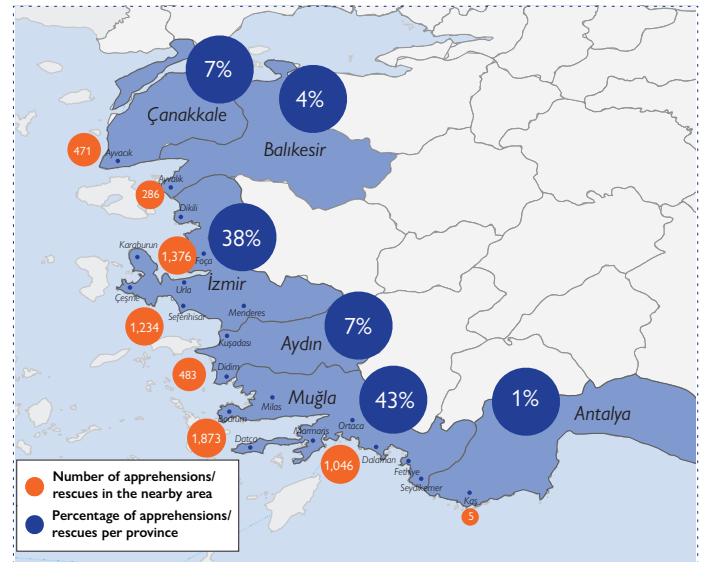 7%
Çanakkale
4%
Balıkesir
471
Ayvacık
286
Ayvalık
Dikili
38%
Karaburun
1,376
Foça
İzmir
Çeşme
Urla
Seferihisar
Menderes
1,234
Kuşadası
7%
Aydın
483
Didim
Muğla
43%
1%
Antalya
Milas
Bodrum
1,873
Datça
Marmaris
Ortaca
1,046
Dalaman
Fethiye
Seydikemer
Kaş
5
Number of apprehensions/
rescues in the nearby area
Percentage of apprehensions/
rescues per province